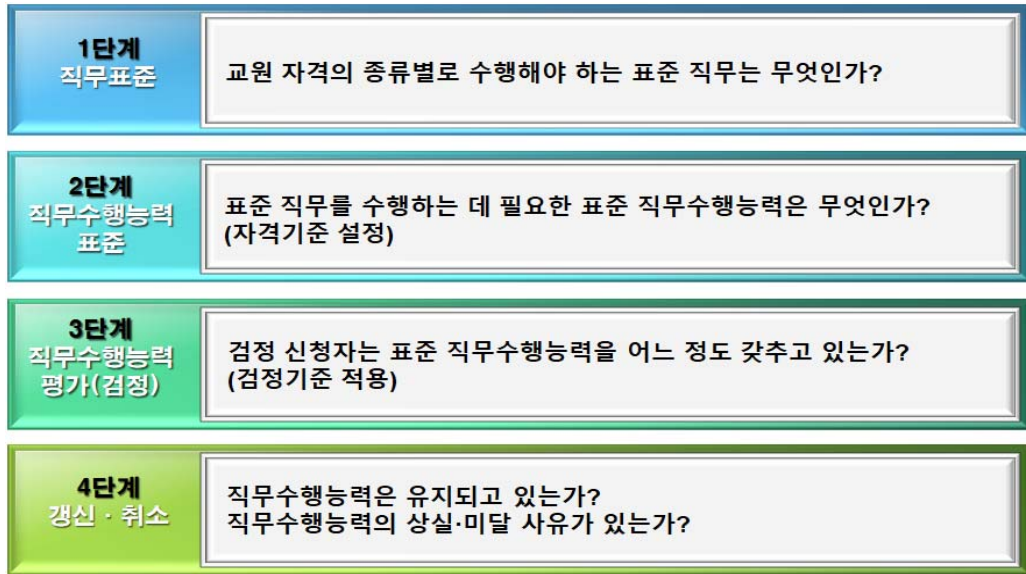 1단계
직무표준
교원 자격의 종류별로 수행해야 하는 표준 직무는 무엇인가?
2단계
직무수행능력
표준
표준 직무를 수행하는 데 필요한 표준 직무수행능력은 무엇인가?
(자격기준 설정)
3단계
직무수행능력
평가(검정)
검정 신청자는 표준 직무수행능력을 어느 정도 갖추고 있는가?
(검정기준 적용)
4단계
갱신·취소
직무수행능력은 유지되고 있는가?
직무수행능력의 상실·미달 사유가 있는가?